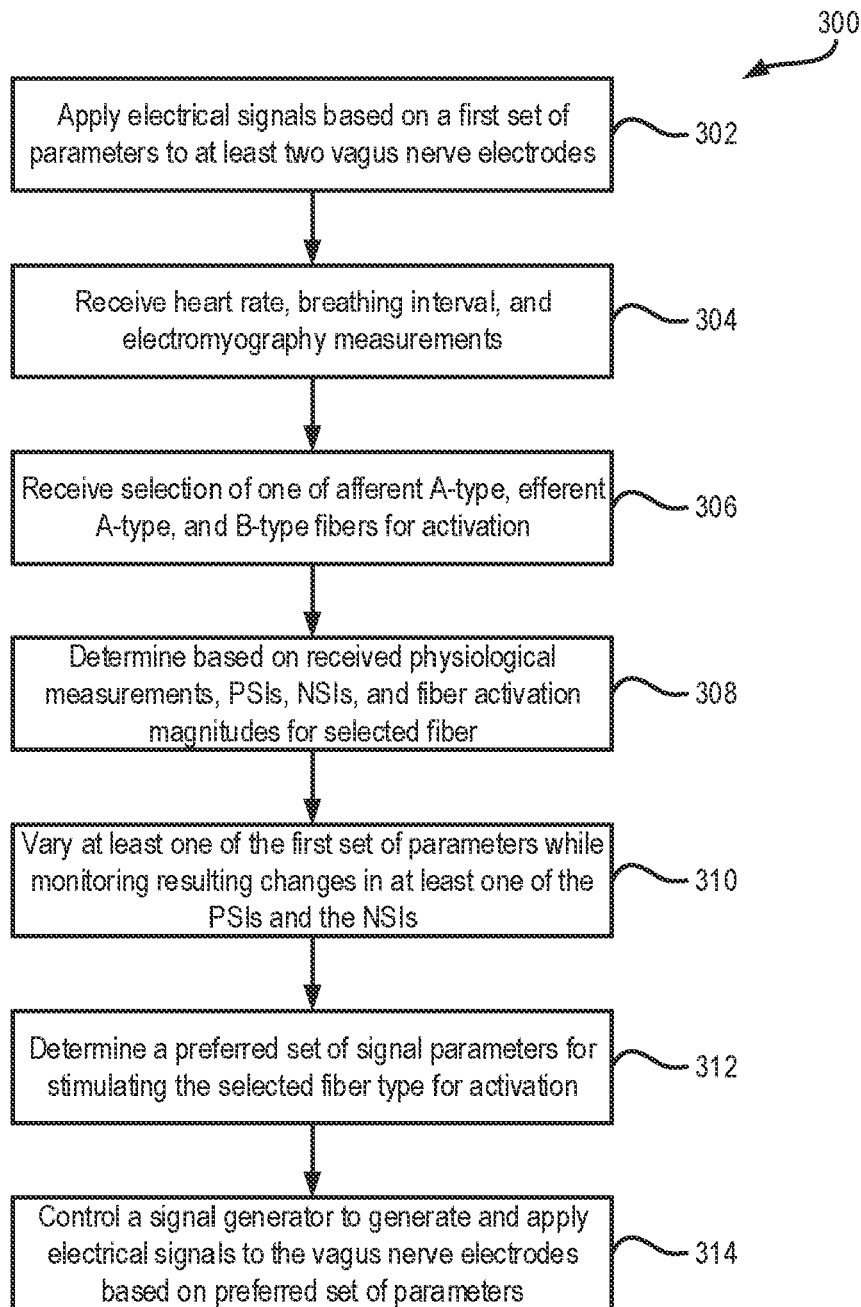 300
Apply electrical signals based on a first set of
parameters to at least two vagus nerve electrodes
302
Receive heart rate, breathing interval, and
electromyography measurements
304
Receive selection of one of afferent A-type, efferent
A-type, and B-type fibers for activation
306
Determine based on received physiological
measurements, PSIs, NSIs, and fiber activation
magnitudes for selected fiber
308
Vary at least one of the first set of parameters while
monitoring resulting changes in at least one of the
PSIs and the NSIs
310
Determine a preferred set of signal parameters for
stimulating the selected fiber type for activation
312
Control a signal generator to generate and apply
electrical signals to the vagus nerve electrodes
based on preferred set of parameters
314